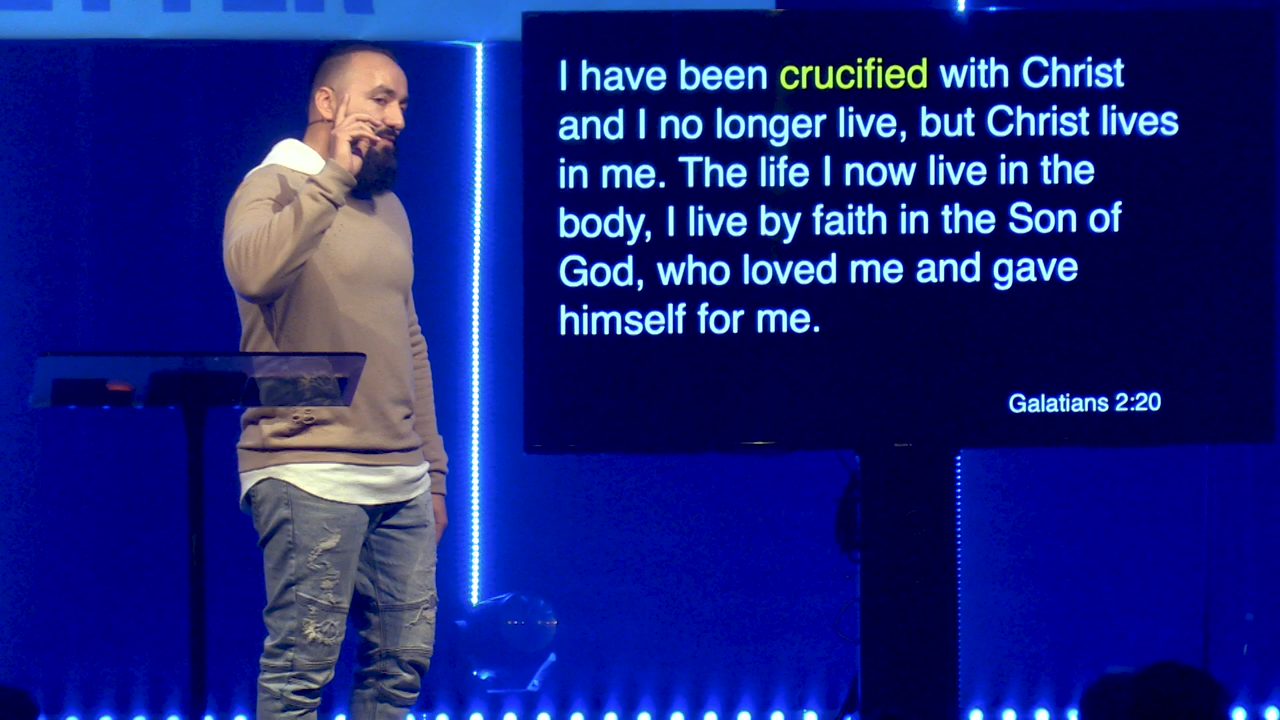 I have been crucified with Christ
and I no longer live, but Christ lives
in me. The life I now live in the
body, I live by faith in the Son of
God, who loved me and gave
himself for me.
Galatians 2:20